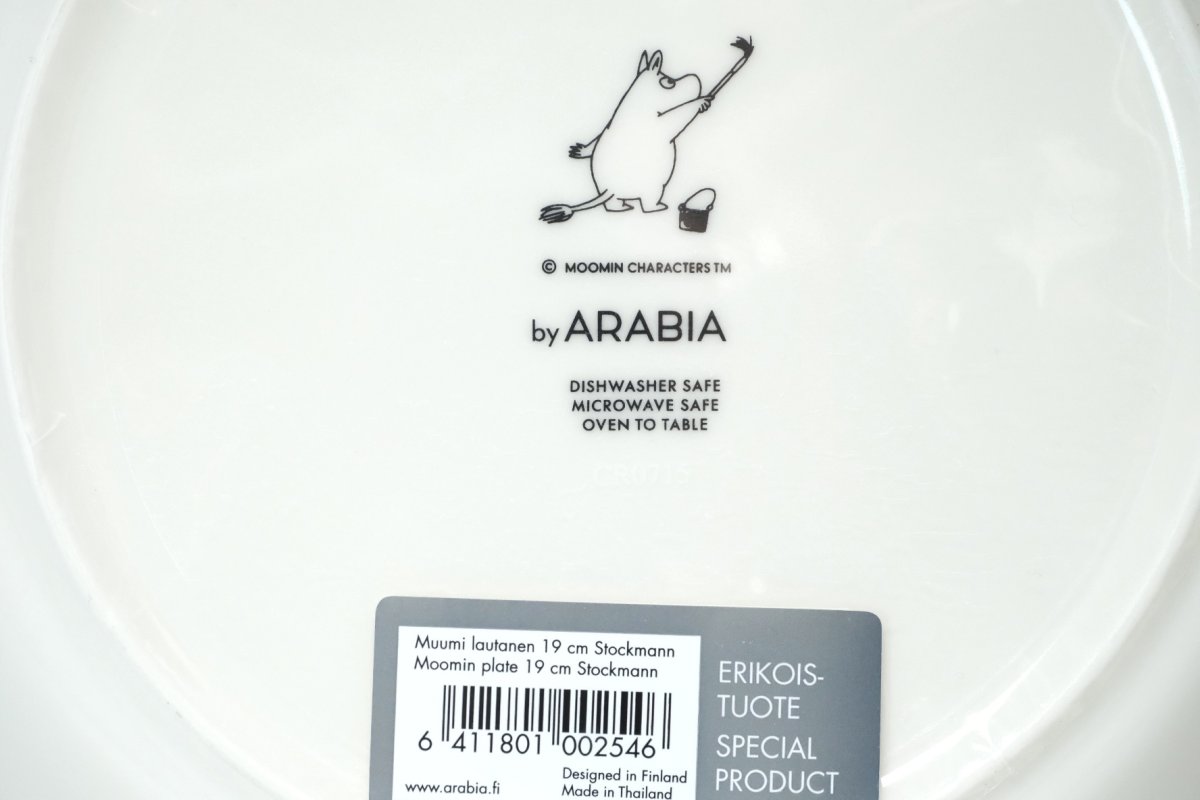 © MOOMIN CHARACTERS TM
by ARABIA
DISHWASHER SAFE
MICROWAVE SAFE
OVEN TO TABLE
CR0715
Muumi lautanen 19 cm Stockmann
Moomin plate 19 cm Stockmann
6 411801 002546
www.arabia.fi
Designed in Finland
Made in Thailand
ERIKOIS-
TUOTE
SPECIAL
PRODUCT